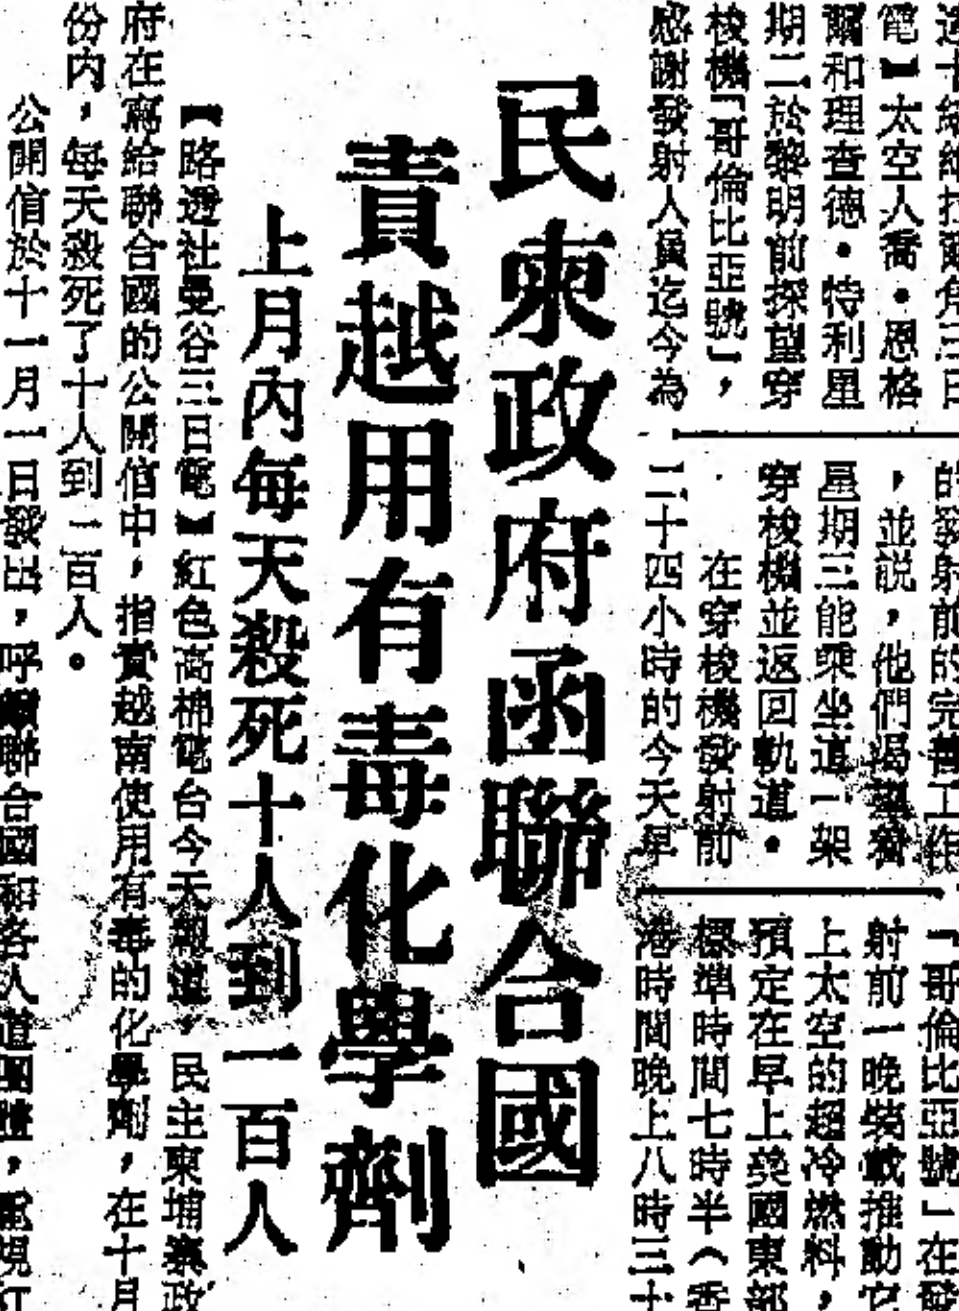 電】太空人喬·恩格
爾和理查德·特利星
期二於黎明前探望穿
梭機「哥倫比亞號」，
感謝發射人員迄今為
的發射前的完善工作
，並說，他們渴望着
星期三能乘坐這一架
穿梭機並返回軌道。
在穿梭機發射前
二十四小時的今天早
「哥倫比亞號」在發
射前一晚裝載推動它
上太空的超冷燃料，
預定在早上美國東部
標準時間七時半（香
港時間晚上八時三十
民柬政府函聯合國
責越用有毒化學劑
上月內每天殺死十人到一百人
【路透社曼谷三日電】紅色高棉電台今天報道，民主柬埔寨政
府在寫給聯合國的公開信中，指責越南使用有毒的化學劑，在十月
份內，每天殺死了十人到一百人。
公開信於十一月一日發出，呼籲聯合國和各人道團體，